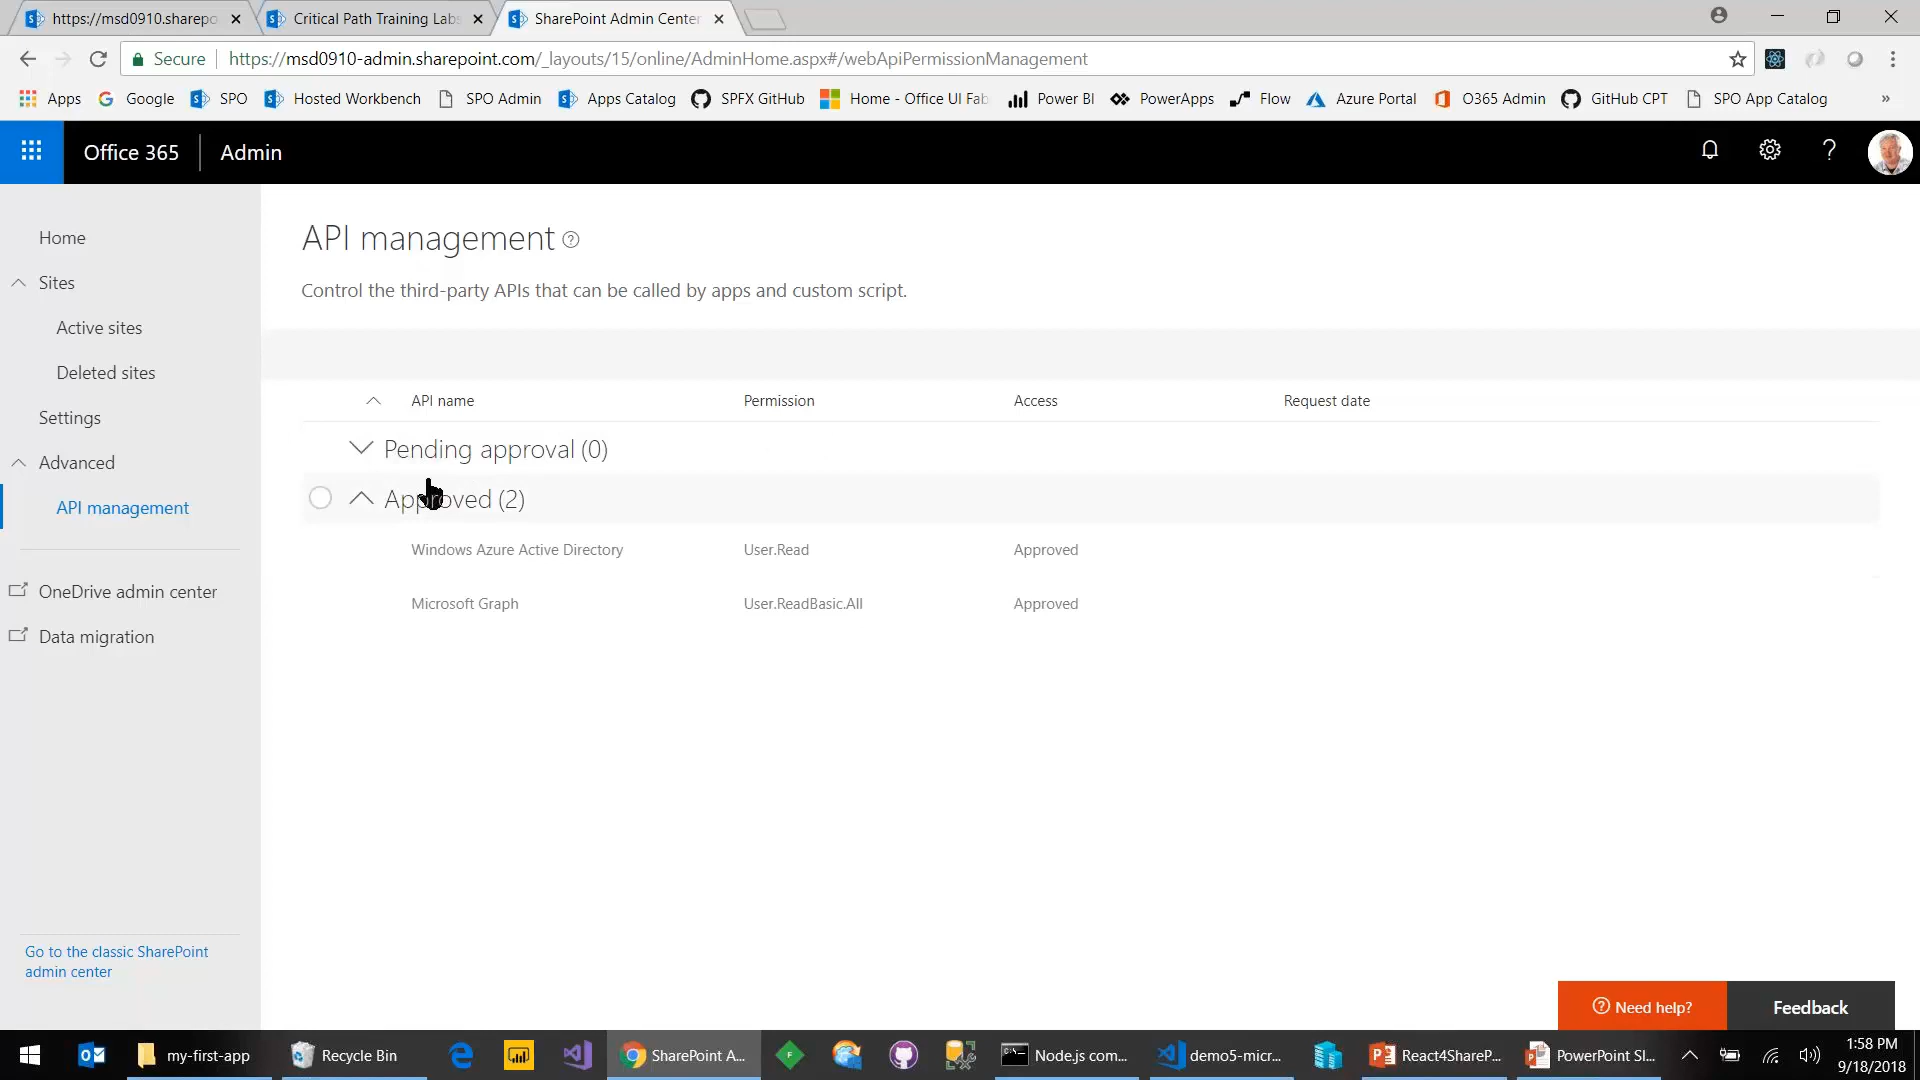 https://msd0910.sharepo
Critical Path Training Labs
SharePoint Admin Center
Secure
https://msd0910-admin.sharepoint.com/_layouts/15/online/AdminHome.aspx#/webApiPermissionManagement
Apps
Google
SPO
Hosted Workbench
SPO Admin
Apps Catalog
SPFX GitHub
Home - Office UI Fab
Power BI
PowerApps
Flow
Azure Portal
O365 Admin
GitHub CPT
SPO App Catalog
»
Office 365
Admin
Home
Sites
Active sites
Deleted sites
Settings
Advanced
API management
OneDrive admin center
Data migration
Go to the classic SharePoint
admin center
API management
Control the third-party APIs that can be called by apps and custom script.
API name
Permission
Access
Request date
Pending approval (0)
Approved (2)
Windows Azure Active Directory
User.Read
Approved
Microsoft Graph
User.ReadBasic.All
Approved
Need help?
Feedback
my-first-app
Recycle Bin
SharePoint A...
Node.js com...
demo5-micr...
React4ShareP...
PowerPoint Sl...
1:58 PM
9/18/2018